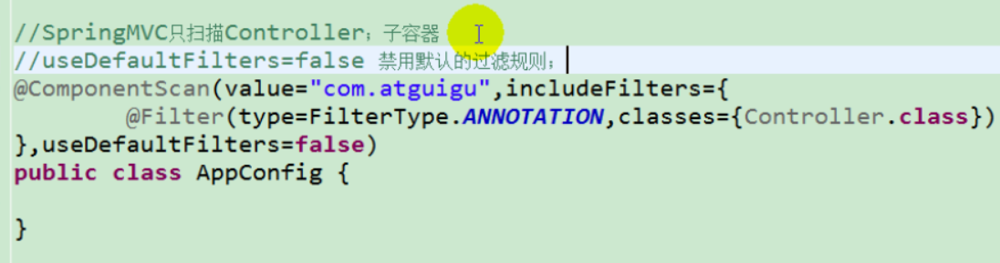 //SpringMVC只扫描Controller；子容器
//useDefaultFilters=false 禁用默认的过滤规则；
@ComponentScan(value="com.atguigu",includeFilters={
@Filter(type=FilterType.ANNOTATION,classes={Controller.class})
},useDefaultFilters=false)
public class AppConfig {
}